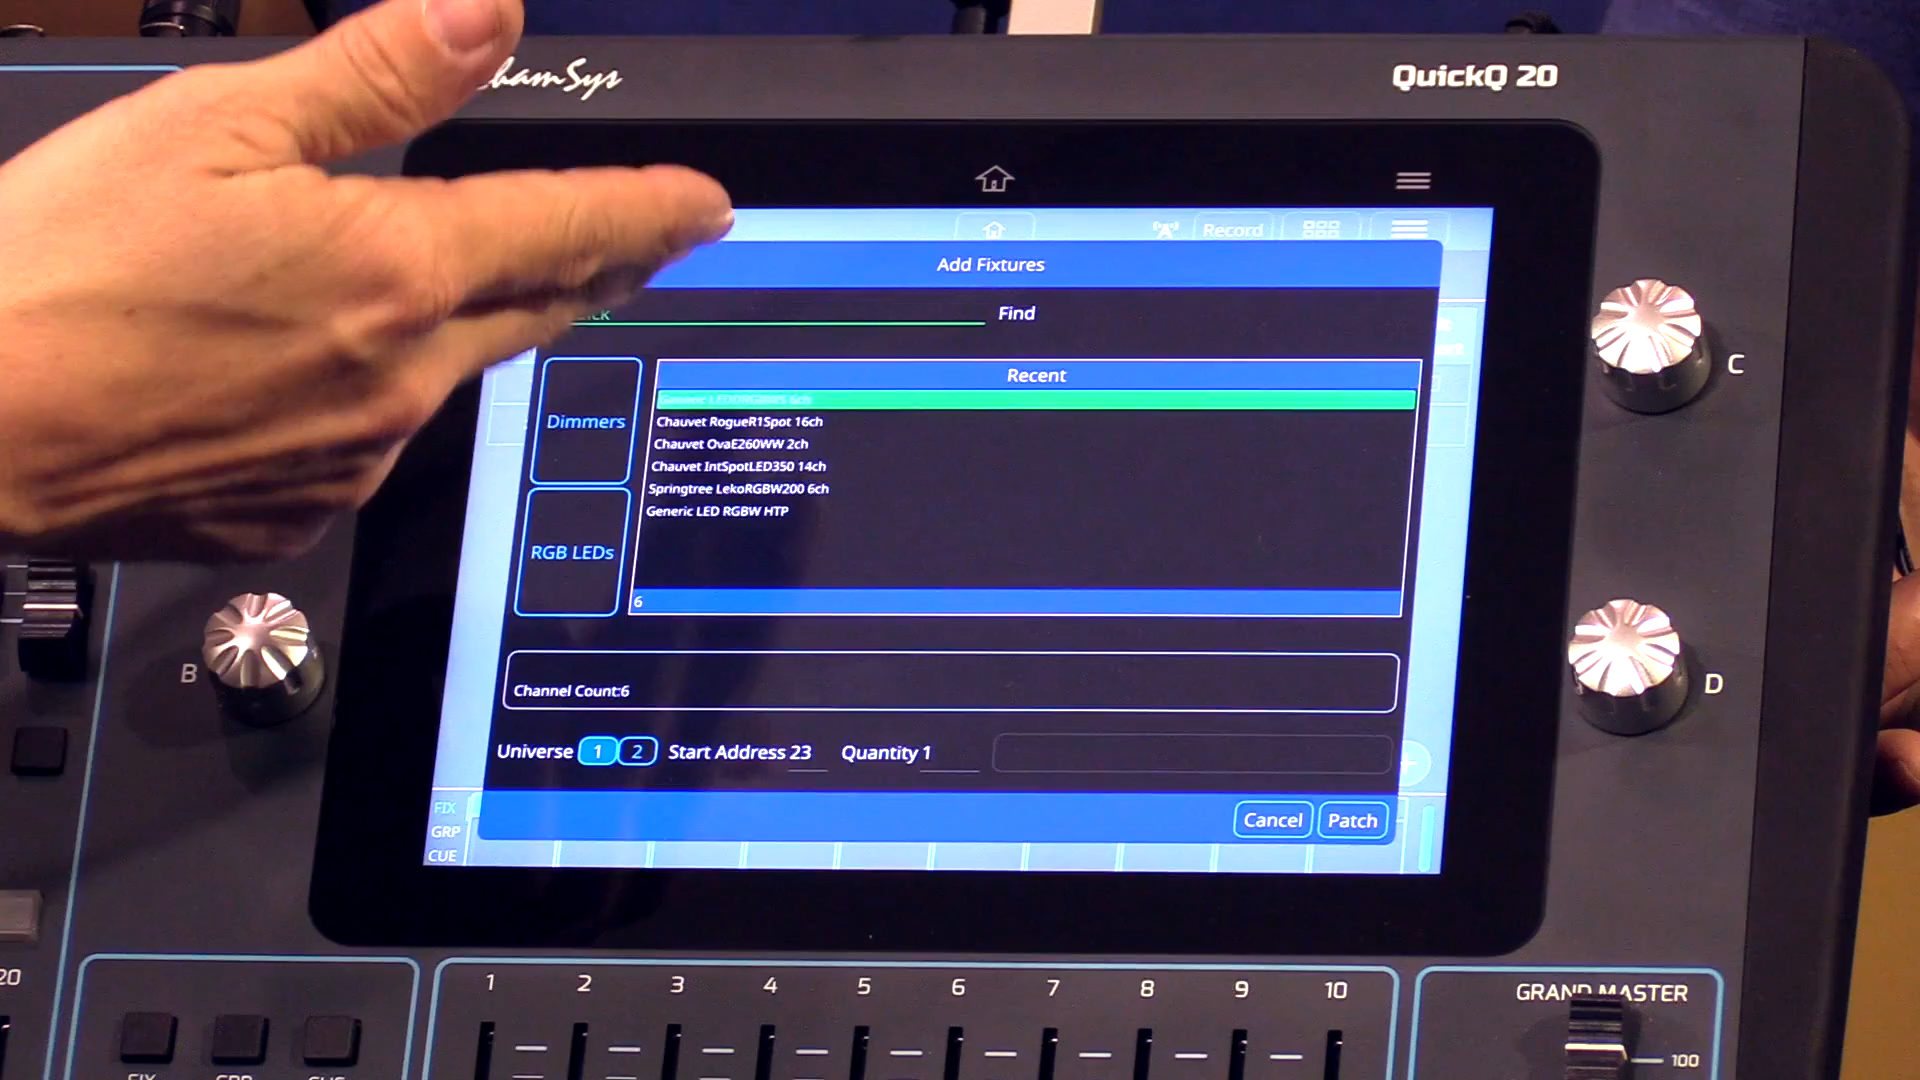 hamSys
QuickQ 20
Record
Add Fixtures
Find
Recent
Dimmers
Chauvet RogueR1Spot 16ch
Chauvet OvaE260WW 2ch
Chauvet IntSpotLED350 14ch
Springtree LekoRGBW200 6ch
Generic LED RGBW HTP
RGB LEDs
6
Channel Count:6
Universe 1 2 Start Address 23 Quantity 1
Cancel Patch
FIX
GRP
CUE
B
C
D
20
1 2 3 4 5 6 7 8 9 10
GRAND MASTER
100